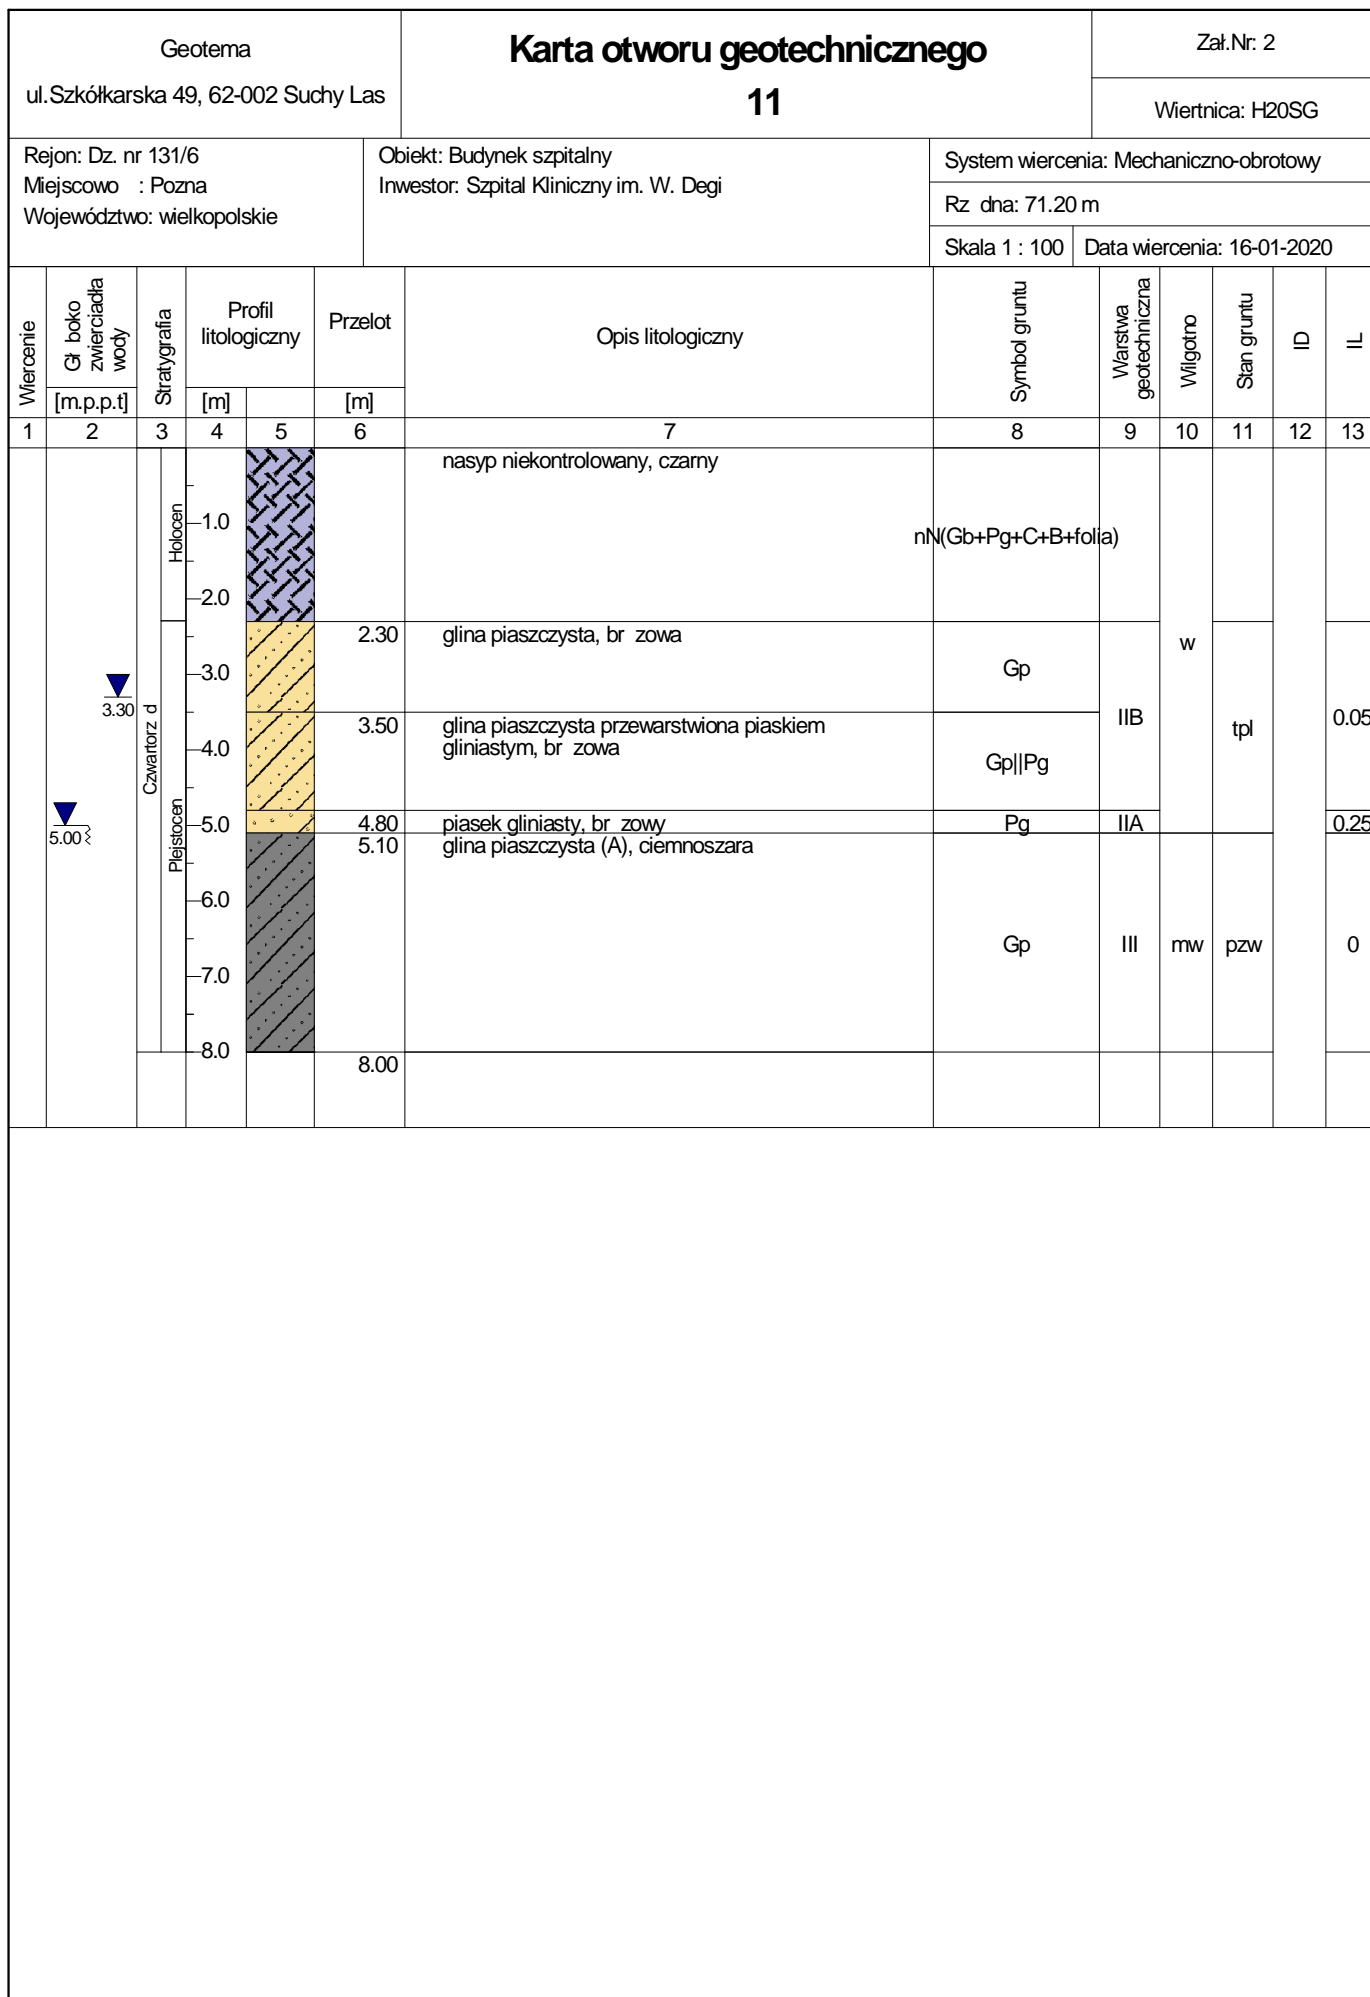 Geotema
ul.Szkółkarska 49, 62-002 Suchy Las
Karta otworu geotechnicznego
11
Zał.Nr: 2
Wiertnica: H20SG
Rejon: Dz. nr 131/6
Miejscowo : Pozna
Województwo: wielkopolskie
Obiekt: Budynek szpitalny
Inwestor: Szpital Kliniczny im. W. Degi
System wiercenia: Mechaniczno-obrotowy
Rz dna: 71.20 m
Skala 1 : 100
Data wiercenia: 16-01-2020
Wiercenie
Gł boko
zwierciadła
wody
[m.p.p.t]
Stratygrafia
Profil
litologiczny
[m]
Przelot
[m]
Opis litologiczny
Symbol gruntu
Warstwa
geotechniczna
Wilgotno
Stan gruntu
ID
IL
1 2 3 4 5 6 7 8 9 10 11 12 13
Czwartorz d
Holocen
Plejstocen
3.30
5.00
1.0
2.0
3.0
4.0
5.0
6.0
7.0
8.0
nasyp niekontrolowany, czarny
nN(Gb+Pg+C+B+folia)
2.30
glina piaszczysta, br zowa
Gp
w
3.50
glina piaszczysta przewarstwiona piaskiem
gliniastym, br zowa
Gp||Pg
IIB
tpl
0.05
4.80
piasek gliniasty, br zowy
Pg
IIA
0.25
5.10
glina piaszczysta (A), ciemnoszara
Gp
III
mw
pzw
0
8.00